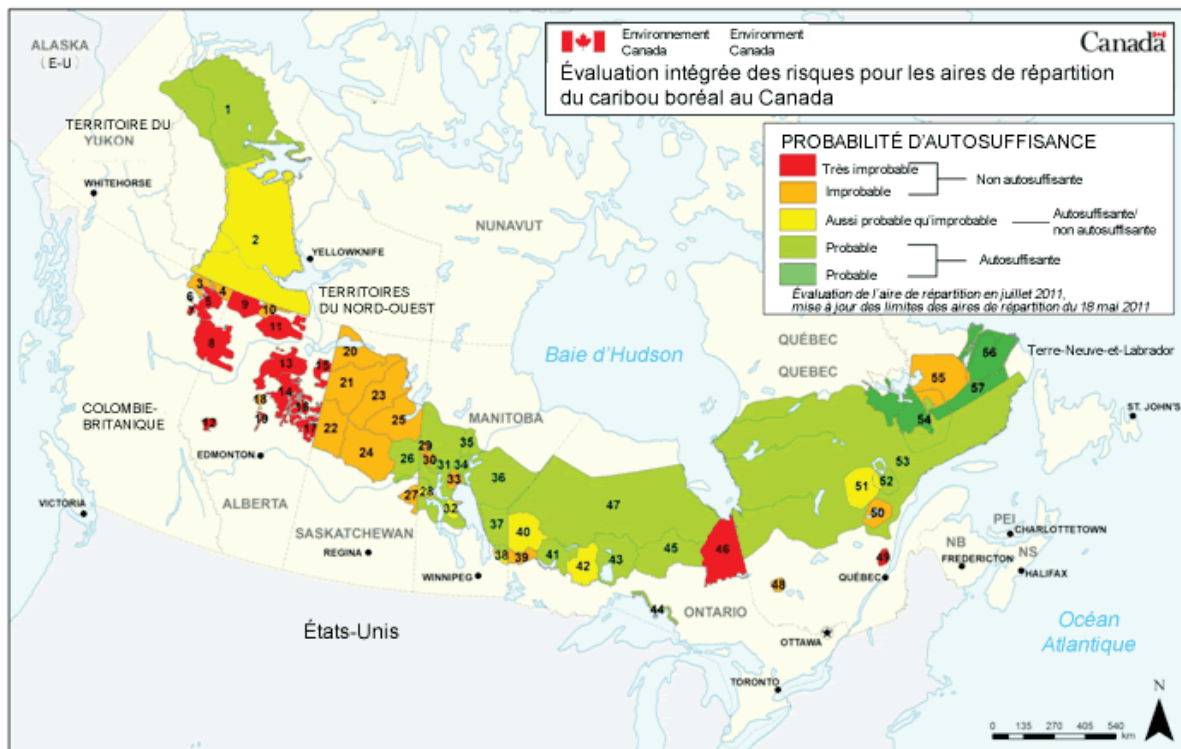 Environnement
Canada
Environment
Canada
Canada
Évaluation intégrée des risques pour les aires de répartition
du caribou boréal au Canada
PROBABILITÉ D'AUTOSUFFISANCE
Très improbable
Improbable
Non autosuffisante
Aussi probable qu'improbable
Autosuffisante/
non autosuffisante
Probable
Probable
Autosuffisante
Évaluation de l'aire de répartition en juillet 2011,
mise à jour des limites des aires de répartition du 18 mai 2011
ALASKA
(E-U)
TERRITOIRE DU
YUKON
WHITEHORSE
NUNAVUT
YELLOWKNIFE
TERRITOIRES
DU NORD-OUEST
Baie d'Hudson
QUÉBEC
QUEBEC
Terre-Neuve-et-Labrador
ST. JOHN'S
COLOMBIE-
BRITANIQUE
MANITOBA
EDMONTON
ALBERTA
VICTORIA
SASKATCHEWAN
REGINA
WINNIPEG
ONTARIO
OTTAWA
TORONTO
QUÉBEC
PEI
CHARLOTTETOWN
NB
FREDERICTON
NS
HALIFAX
États-Unis
Océan
Atlantique
N
0 135 270 405 540
km
1
2
3
4
5
6
7
8
9
10
11
12
13
14
15
16
17
18
19
20
21
22
23
24
25
26
27
28
29
30
31
32
33
34
35
36
37
38
39
40
41
42
43
44
45
46
47
48
49
50
51
52
53
54
55
56
57